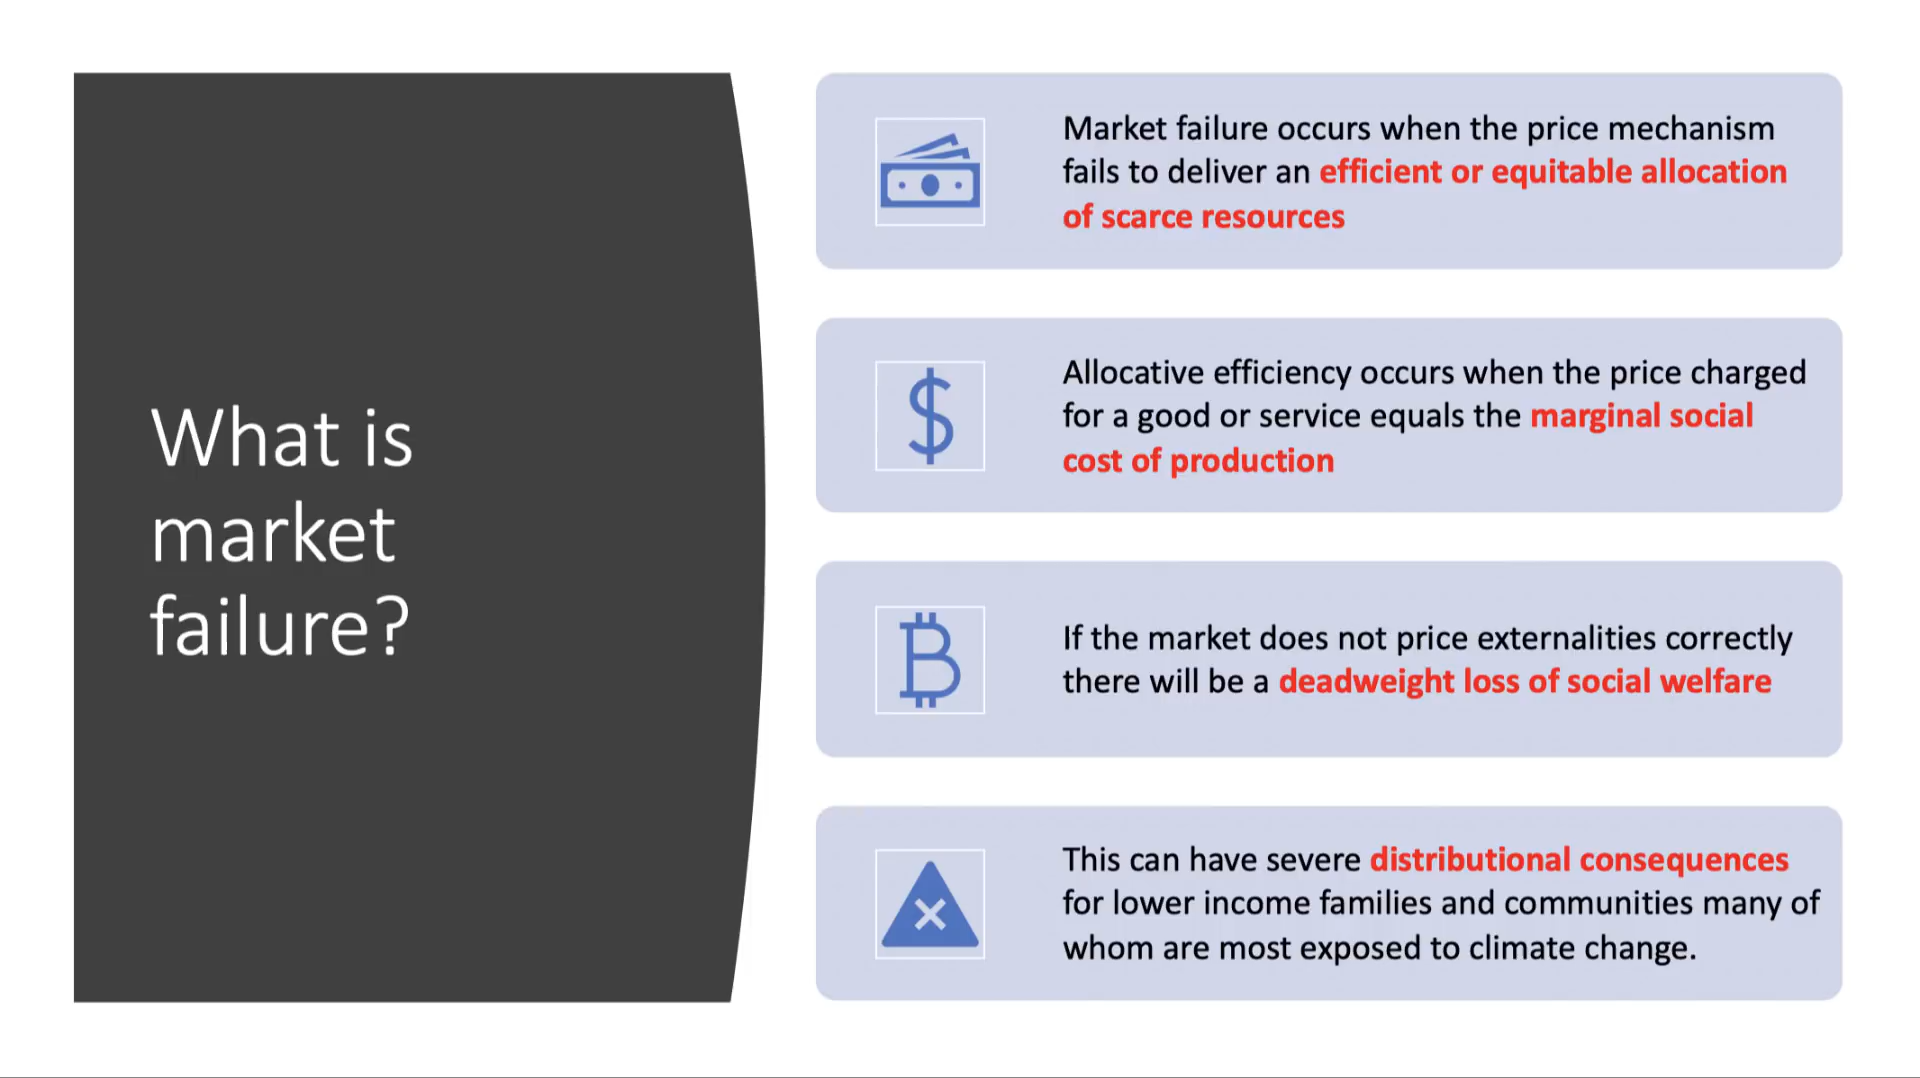 What is
market
failure?
Market failure occurs when the price mechanism
fails to deliver an efficient or equitable allocation
of scarce resources
Allocative efficiency occurs when the price charged
for a good or service equals the marginal social
cost of production
If the market does not price externalities correctly
there will be a deadweight loss of social welfare
This can have severe distributional consequences
for lower income families and communities many of
whom are most exposed to climate change.